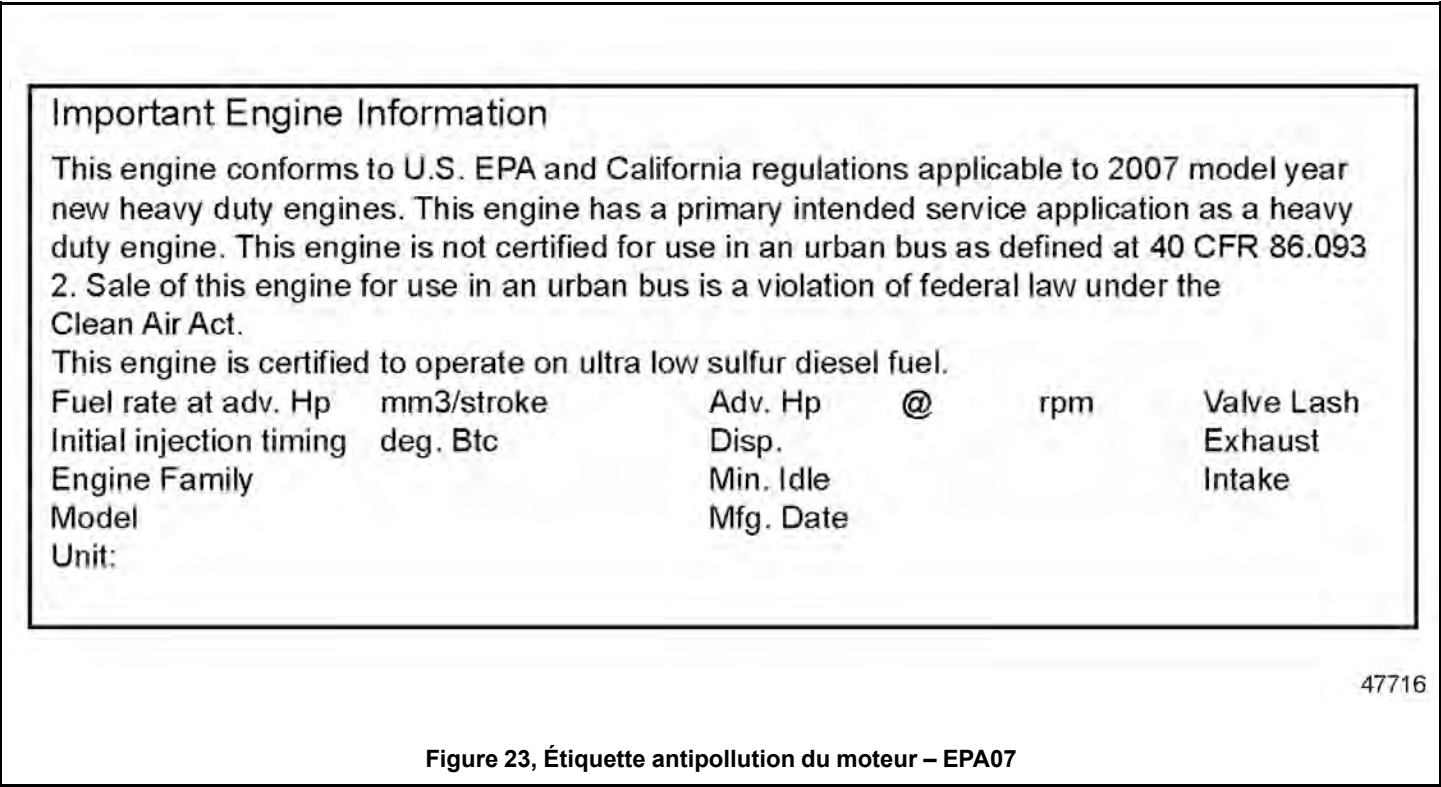 Important Engine Information
This engine conforms to U.S. EPA and California regulations applicable to 2007 model year
new heavy duty engines. This engine has a primary intended service application as a heavy
duty engine. This engine is not certified for use in an urban bus as defined at 40 CFR 86.093
2. Sale of this engine for use in an urban bus is a violation of federal law under the
Clean Air Act.
This engine is certified to operate on ultra low sulfur diesel fuel.
Fuel rate at adv. Hp mm3/stroke Adv. Hp @ rpm Valve Lash
Initial injection timing deg. Btc Disp. Exhaust
Engine Family Min. Idle Intake
Model Mfg. Date
Unit:
47716
Figure 23, Étiquette antipollution du moteur – EPA07